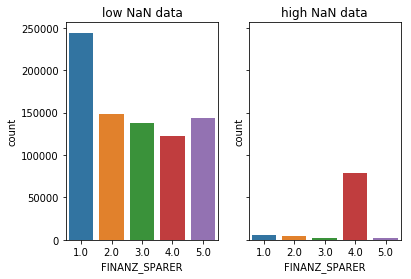 low NaN data
high NaN data
250000
200000
150000
100000
50000
0
count
count
1.0 2.0 3.0 4.0 5.0
1.0 2.0 3.0 4.0 5.0
FINANZ_SPARER
FINANZ_SPARER